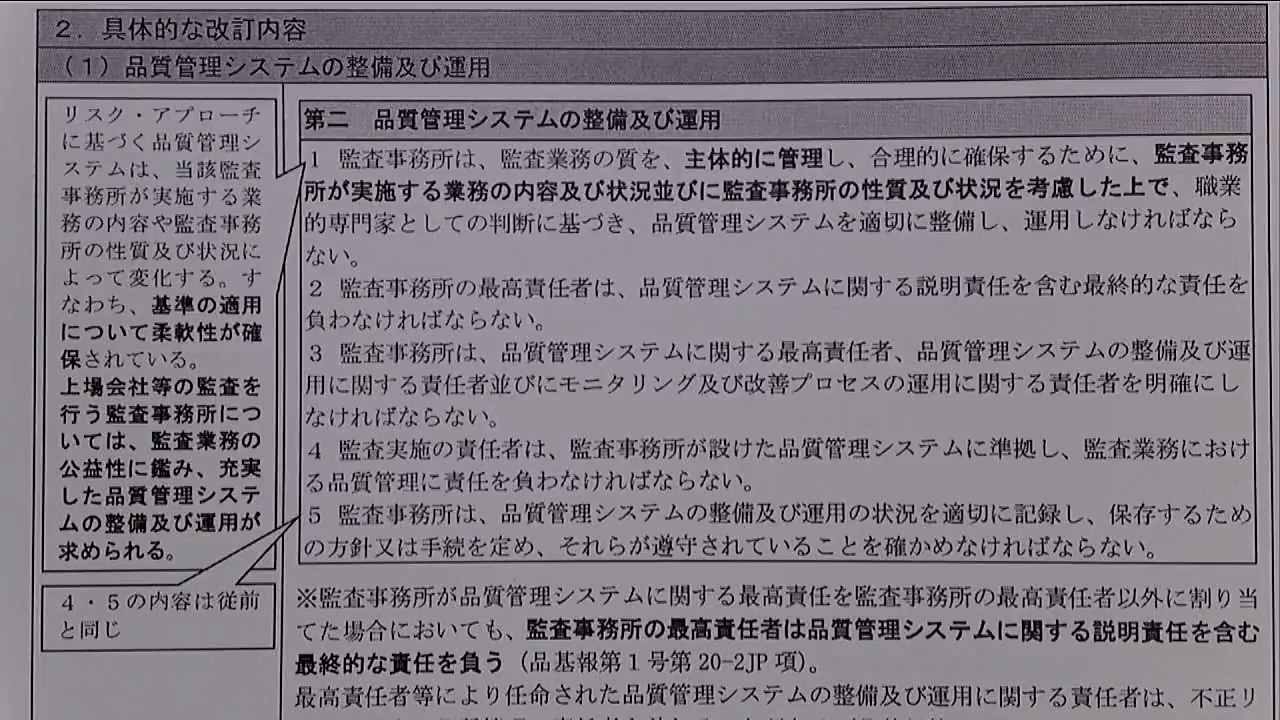 ２．具体的な改訂内容
（１）品質管理システムの整備及び運用
リスク・アプローチ
に基づく品質管理シ
ステムは、当該監査
事務所が実施する業
務の内容や監査事務
所の性質及び状況に
よって変化する。す
なわち、基準の適用
について柔軟性が確
保されている。
上場会社等の監査を
行う監査事務所につ
いては、監査業務の
公益性に鑑み、充実
した品質管理システ
ムの整備及び運用が
求められる。
４・５の内容は従前
と同じ
第二　品質管理システムの整備及び運用
１　監査事務所は、監査業務の質を、主体的に管理し、合理的に確保するために、監査事務
所が実施する業務の内容及び状況並びに監査事務所の性質及び状況を考慮した上で、職業
的専門家としての判断に基づき、品質管理システムを適切に整備し、運用しなければなら
ない。
２　監査事務所の最高責任者は、品質管理システムに関する説明責任を含む最終的な責任を
負わなければならない。
３　監査事務所は、品質管理システムに関する最高責任者、品質管理システムの整備及び運
用に関する責任者並びにモニタリング及び改善プロセスの運用に関する責任者を明確にし
なければならない。
４　監査実施の責任者は、監査事務所が設けた品質管理システムに準拠し、監査業務におけ
る品質管理に責任を負わなければならない。
５　監査事務所は、品質管理システムの整備及び運用の状況を適切に記録し、保存するため
の方針又は手続を定め、それらが遵守されていることを確かめなければならない。
※監査事務所が品質管理システムに関する最高責任を監査事務所の最高責任者以外に割り当
てた場合においても、監査事務所の最高責任者は品質管理システムに関する説明責任を含む
最終的な責任を負う（品基報第１号第 20-2JP 項）。
最高責任者等により任命された品質管理システムの整備及び運用に関する責任者は、不正リ